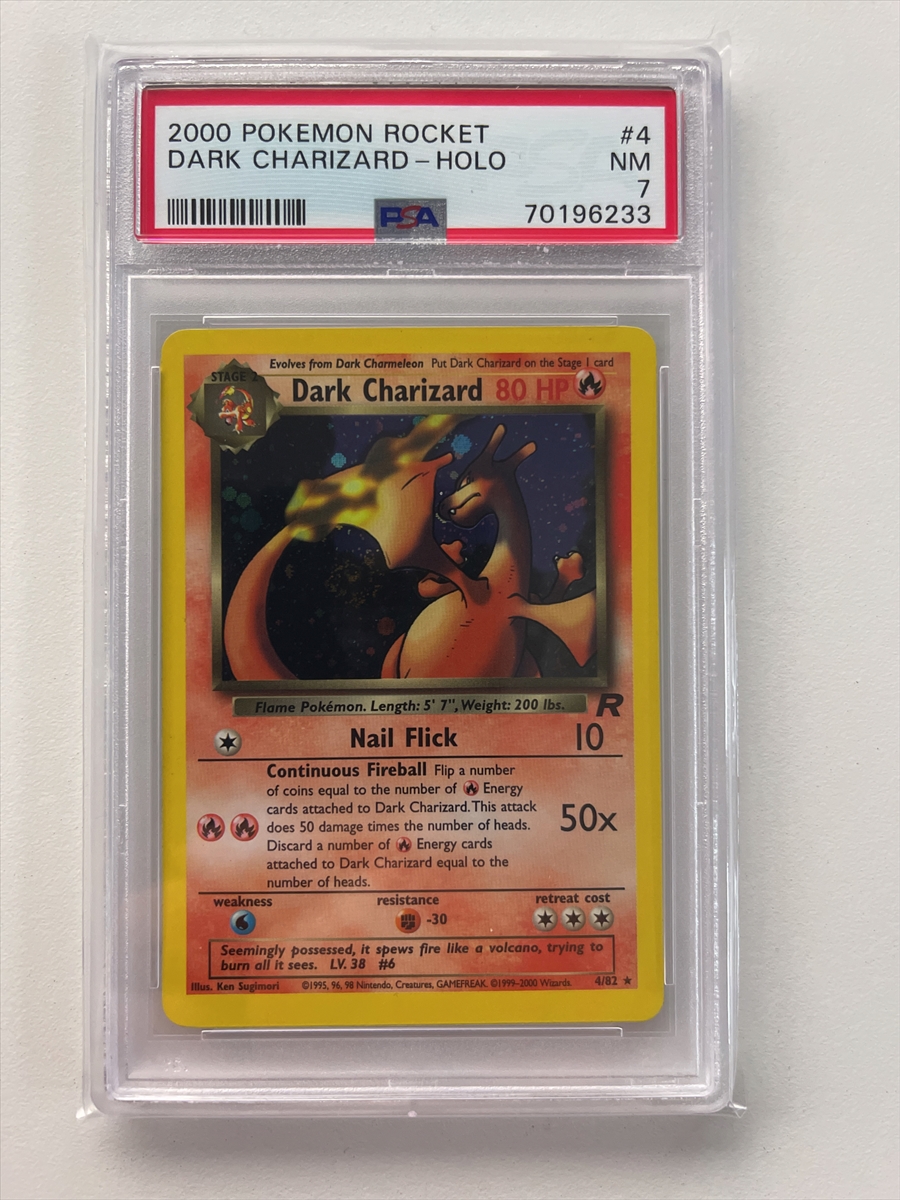 2000 POKEMON ROCKET #4
DARK CHARIZARD - HOLO NM
7
PSA 70196233
Evolves from Dark Charmeleon Put Dark Charizard on the Stage 1 card
STAGE 2
Dark Charizard 80 HP
Flame Pokémon. Length: 5' 7", Weight: 200 lbs.
R
Nail Flick 10
Continuous Fireball Flip a number
of coins equal to the number of Energy
cards attached to Dark Charizard. This attack
does 50 damage times the number of heads.
50x
Discard a number of Energy cards
attached to Dark Charizard equal to the
number of heads.
weakness resistance retreat cost
-30
Seemingly possessed, it spews fire like a volcano, trying to
burn all it sees. LV. 38 #6
Illus. Ken Sugimori ©1995, 96, 98 Nintendo, Creatures, GAMEFREAK. ©1999-2000 Wizards. 4/82 ★